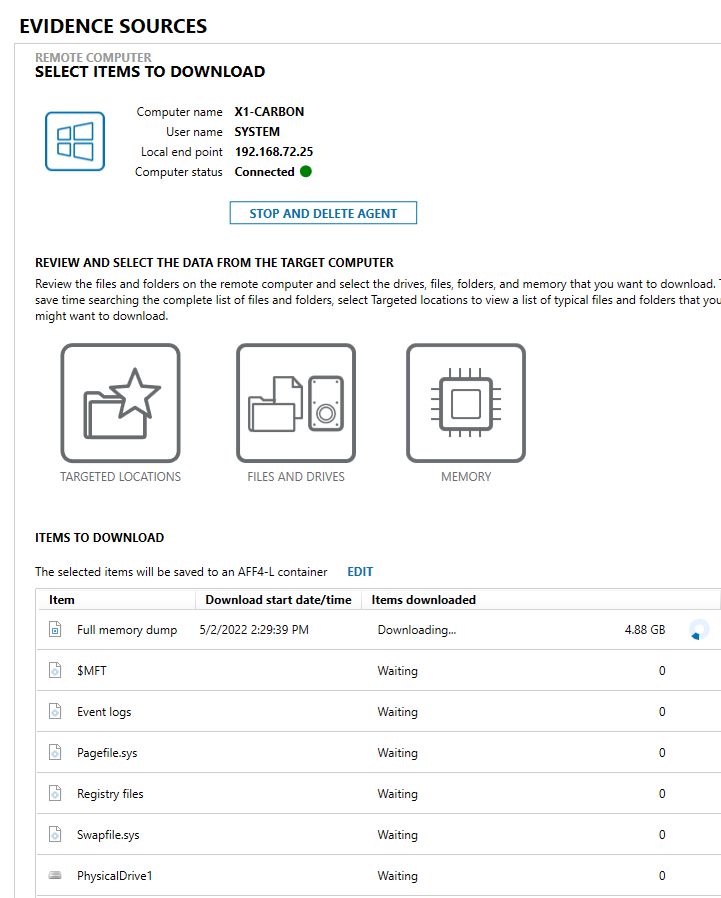 EVIDENCE SOURCES
REMOTE COMPUTER
SELECT ITEMS TO DOWNLOAD
Computer name X1-CARBON
User name SYSTEM
Local end point 192.168.72.25
Computer status Connected
STOP AND DELETE AGENT
REVIEW AND SELECT THE DATA FROM THE TARGET COMPUTER
Review the files and folders on the remote computer and select the drives, files, folders, and memory that you want to download.
save time searching the complete list of files and folders, select Targeted locations to view a list of typical files and folders that you
might want to download.
TARGETED LOCATIONS FILES AND DRIVES MEMORY
ITEMS TO DOWNLOAD
The selected items will be saved to an AFF4-L container EDIT
Item Download start date/time Items downloaded
Full memory dump 5/2/2022 2:29:39 PM Downloading... 4.88 GB
$MFT Waiting 0
Event logs Waiting 0
Pagefile.sys Waiting 0
Registry files Waiting 0
Swapfile.sys Waiting 0
PhysicalDrive1 Waiting 0